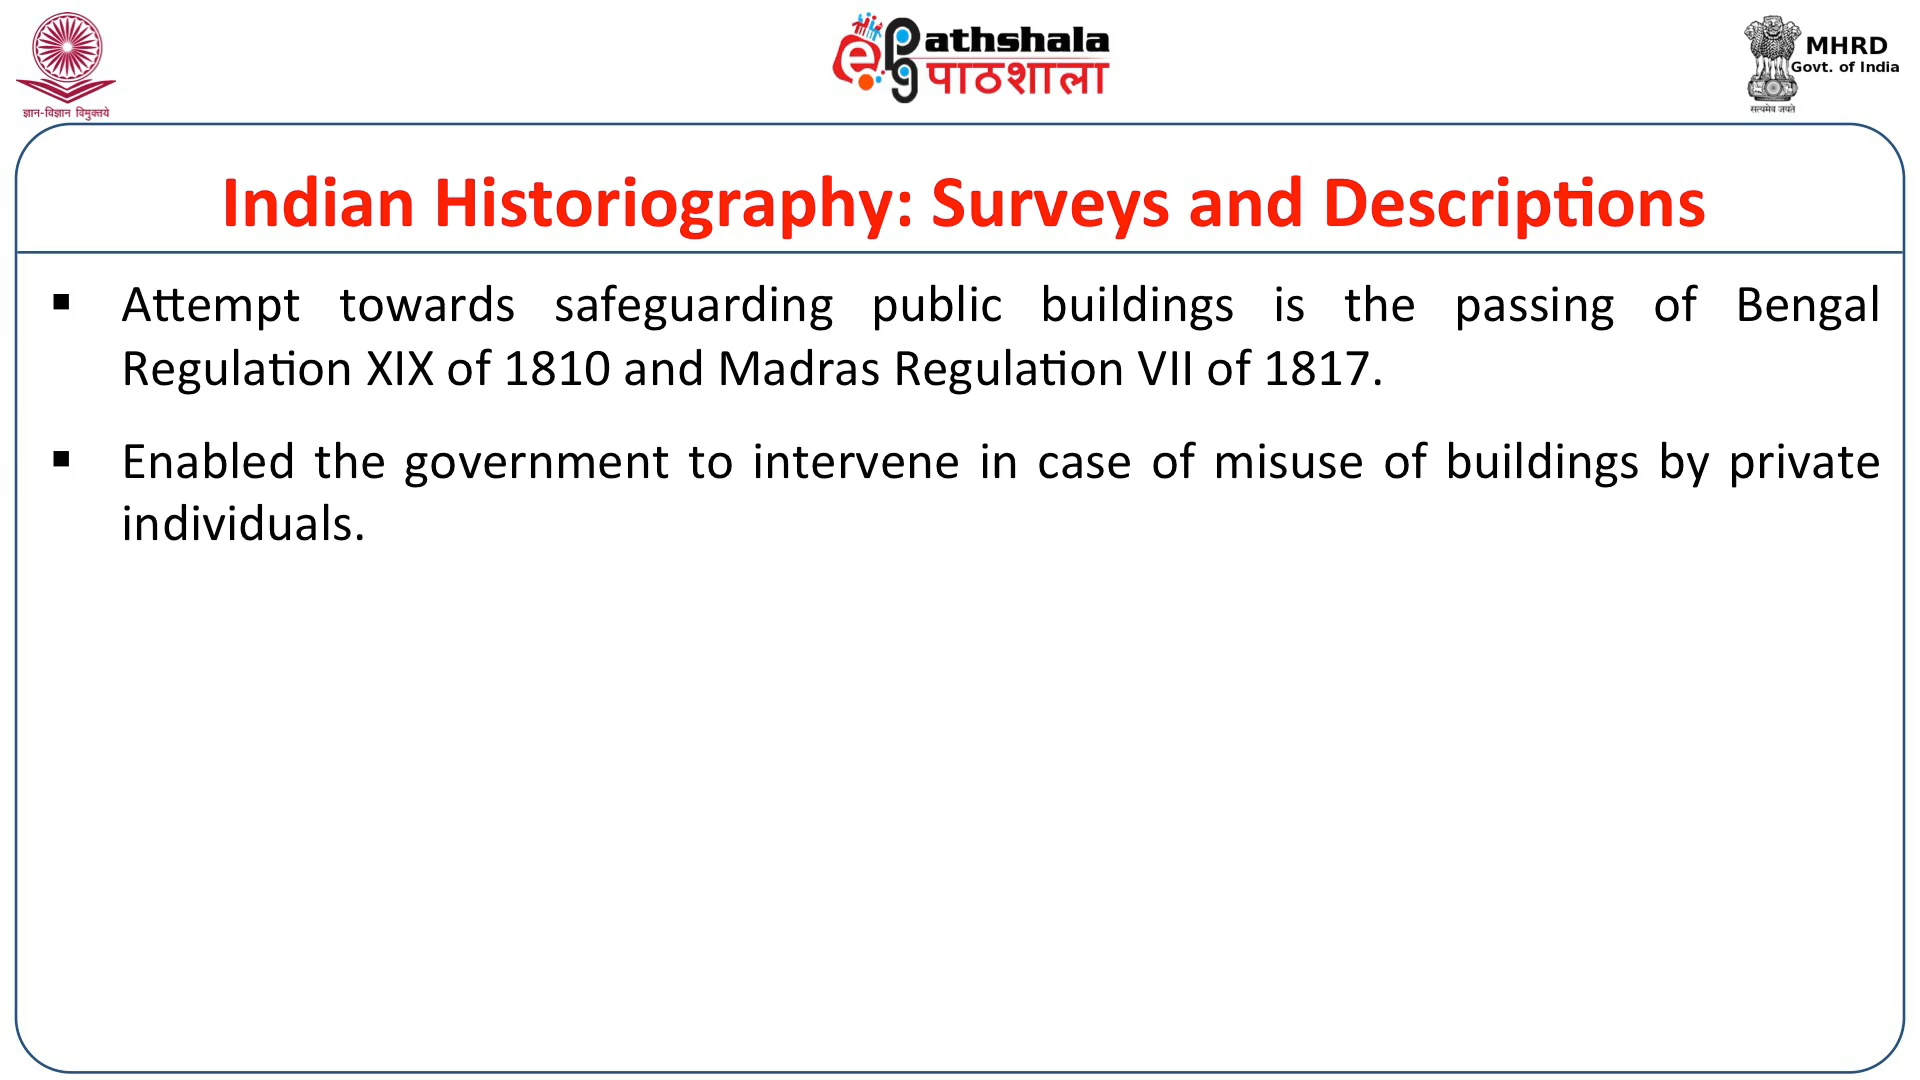 ज्ञान-विज्ञान विमुक्तये
e pg Pathshala
पाठशाला
MHRD
Govt. of India
सत्यमेव जयते
Indian Historiography: Surveys and Descriptions
▪ Attempt towards safeguarding public buildings is the passing of Bengal
Regulation XIX of 1810 and Madras Regulation VII of 1817.
▪ Enabled the government to intervene in case of misuse of buildings by private
individuals.